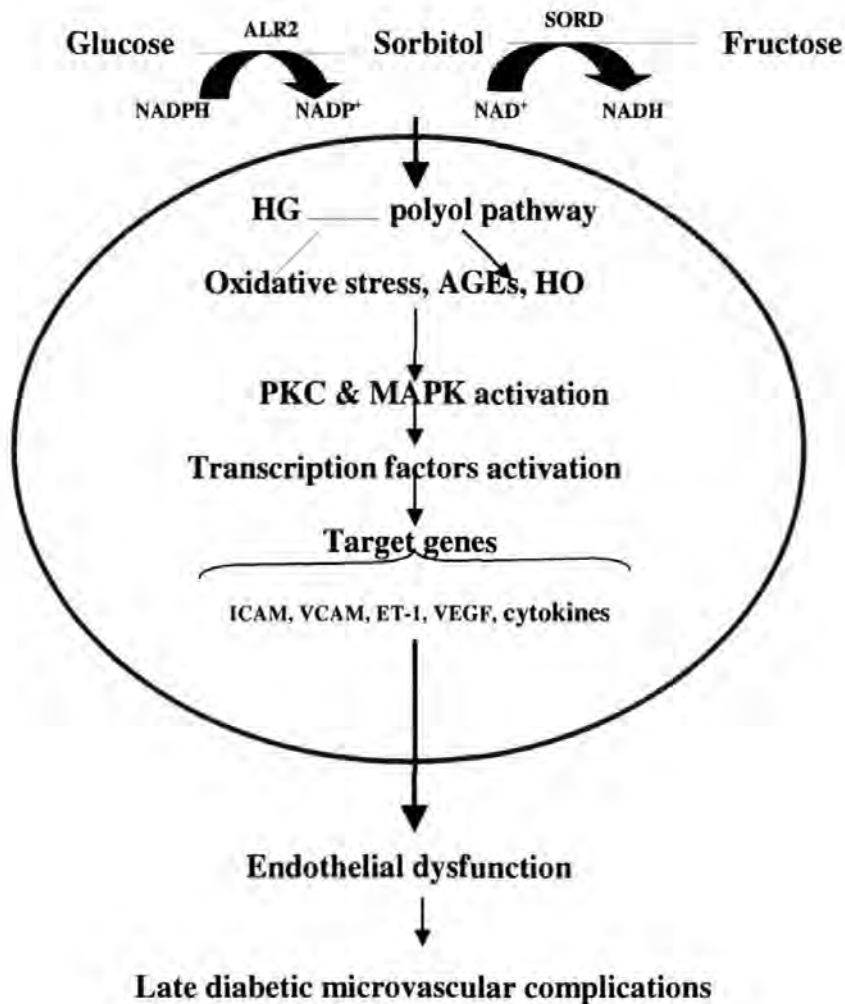 ALR2 SORD
Glucose Sorbitol Fructose
NADPH NADP⁺ NAD⁺ NADH
HG polyol pathway
Oxidative stress, AGEs, HO
PKC & MAPK activation
Transcription factors activation
Target genes
ICAM, VCAM, ET-1, VEGF, cytokines
Endothelial dysfunction
Late diabetic microvascular complications